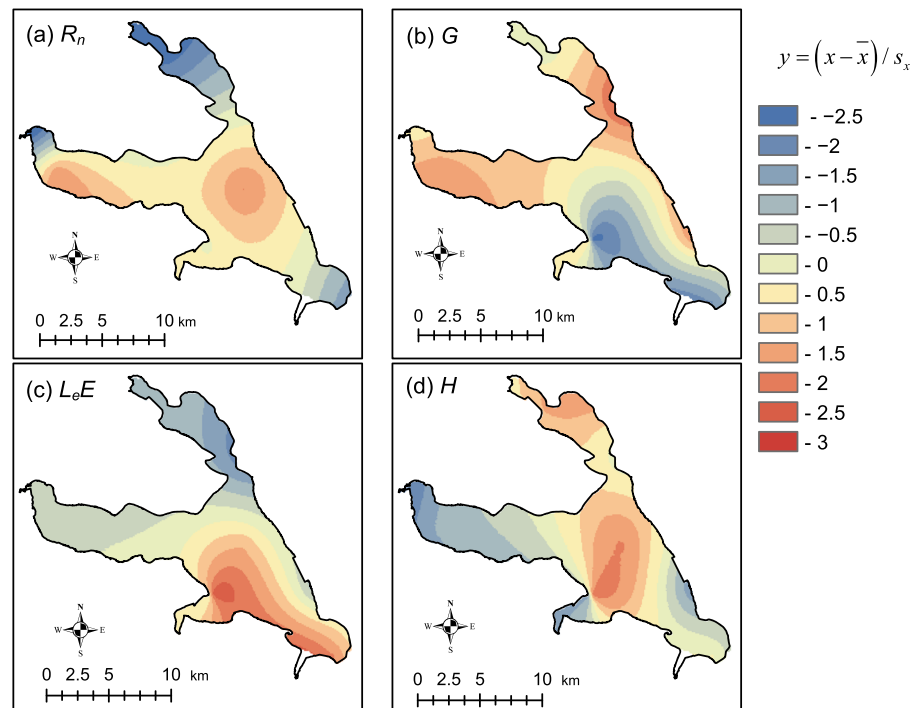 (a) Rn
N
W E
S
0 2.5 5 10 km
(b) G
N
W E
S
0 2.5 5 10 km
(c) LeE
N
W E
S
0 2.5 5 10 km
(d) H
N
W E
S
0 2.5 5 10 km
y = (x − x̄) / sx
- −2.5
- −2
- −1.5
- −1
- −0.5
- 0
- 0.5
- 1
- 1.5
- 2
- 2.5
- 3